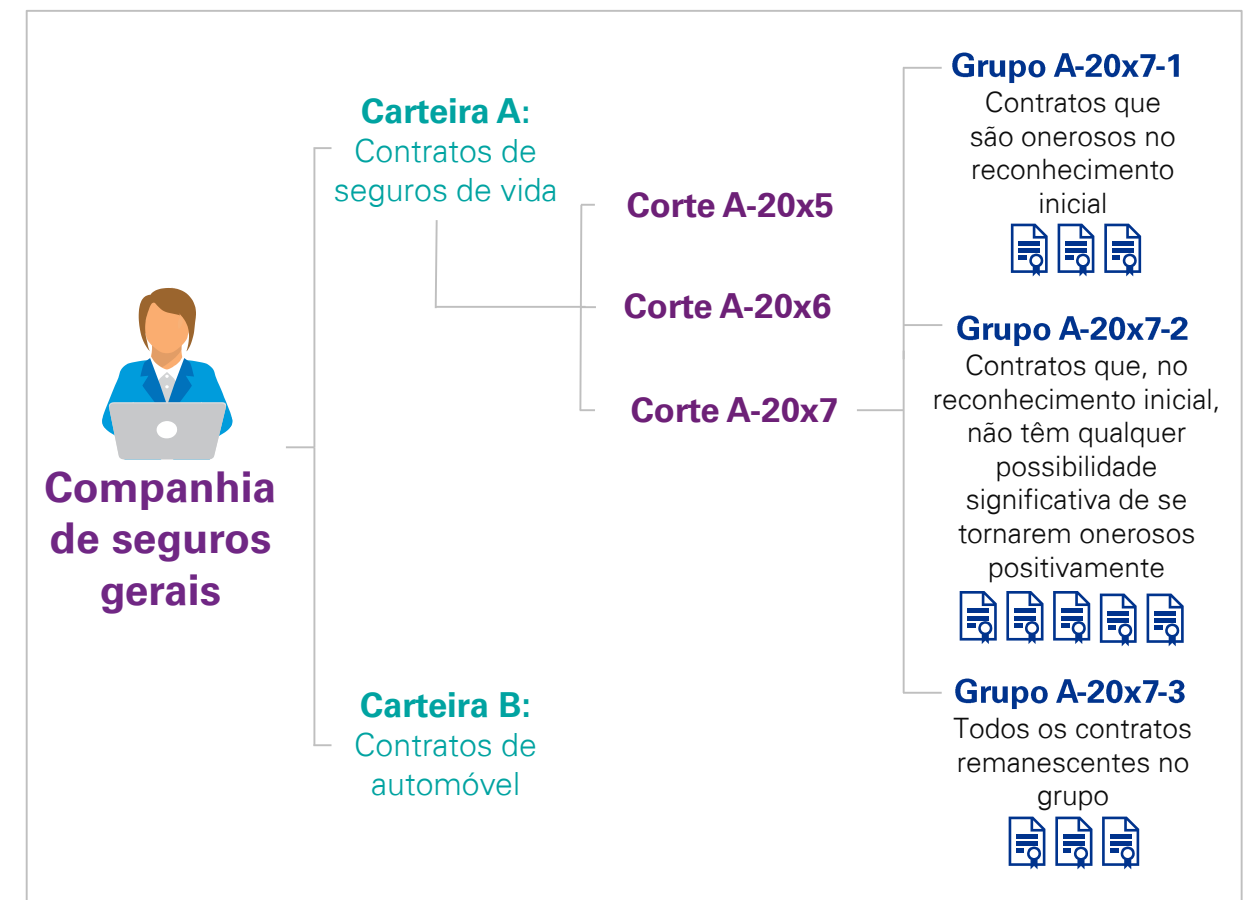 Companhia
de seguros
gerais
Carteira A:
Contratos de
seguros de vida
Carteira B:
Contratos de
automóvel
Corte A-20x5
Corte A-20x6
Corte A-20x7
Grupo A-20x7-1
Contratos que
são onerosos no
reconhecimento
inicial
Grupo A-20x7-2
Contratos que, no
reconhecimento inicial,
não têm qualquer
possibilidade
significativa de se
tornarem onerosos
positivamente
Grupo A-20x7-3
Todos os contratos
remanescentes no
grupo